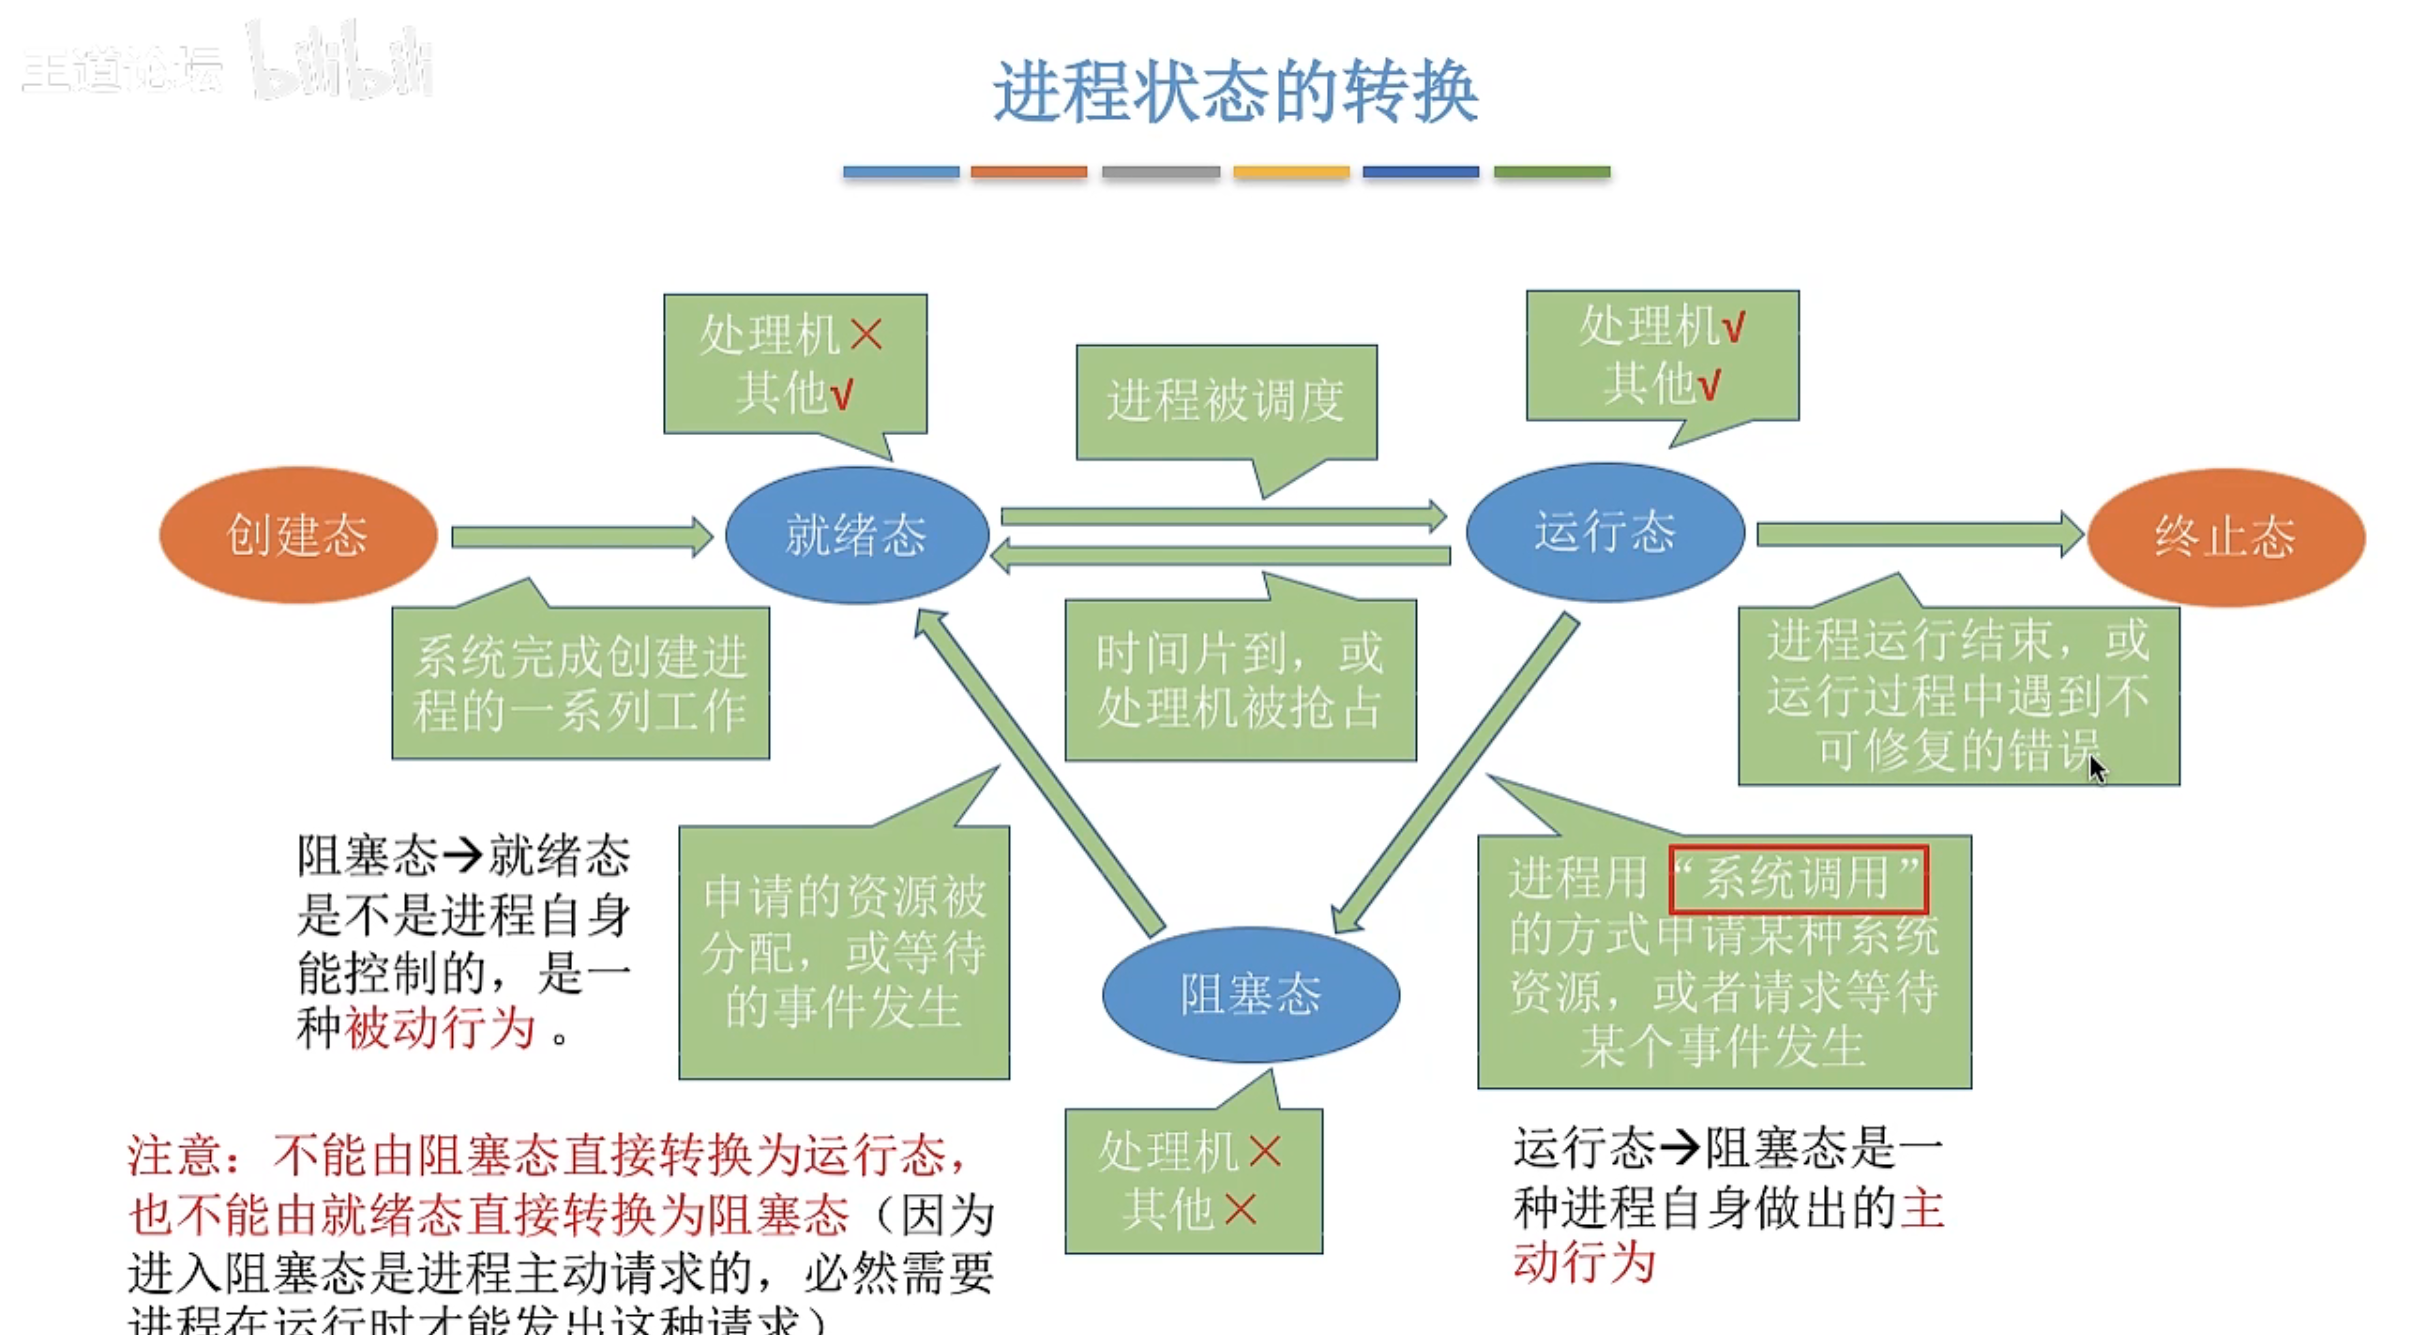 王道论坛 bilibili
进程状态的转换
处理机×
其他√
进程被调度
处理机√
其他√
创建态
就绪态
运行态
终止态
系统完成创建进
程的一系列工作
时间片到，或
处理机被抢占
进程运行结束，或
运行过程中遇到不
可修复的错误
阻塞态→就绪态
是不是进程自身
能控制的，是一
种被动行为。
申请的资源被
分配，或等待
的事件发生
进程用“系统调用”
的方式申请某种系统
资源，或者请求等待
某个事件发生
阻塞态
处理机×
其他×
注意：不能由阻塞态直接转换为运行态，
也不能由就绪态直接转换为阻塞态（因为
进入阻塞态是进程主动请求的，必然需要
进程在运行时才能发出这种请求）
运行态→阻塞态是一
种进程自身做出的主
动行为